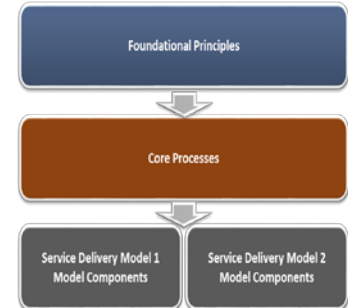 Foundational Principles
Core Processes
Service Delivery Model 1
Model Components
Service Delivery Model 2
Model Components